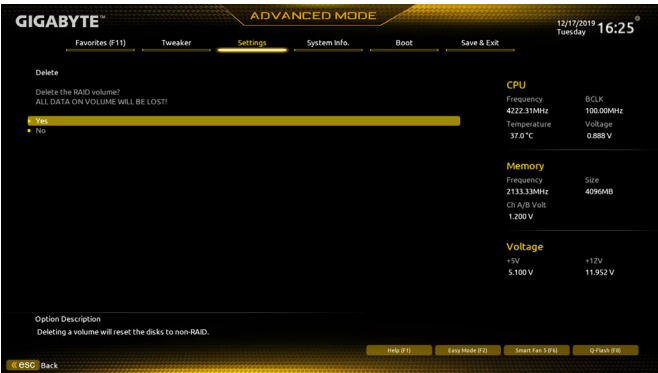 GIGABYTE™
ADVANCED MODE
12/17/2019
Tuesday
16:25
Favorites (F11) Tweaker Settings System Info. Boot Save & Exit
Delete
Delete the RAID volume?
ALL DATA ON VOLUME WILL BE LOST!
Yes
No
CPU
Frequency BCLK
4222.31MHz 100.00MHz
Temperature Voltage
37.0 °C 0.888 V
Memory
Frequency Size
2133.33MHz 4096MB
Ch A/B Volt
1.200 V
Voltage
+5V +12V
5.100 V 11.952 V
Option Description
Deleting a volume will reset the disks to non-RAID.
Help (F1) Easy Mode (F2) Smart Fan 5 (F6) Q-Flash (F8)
esc Back